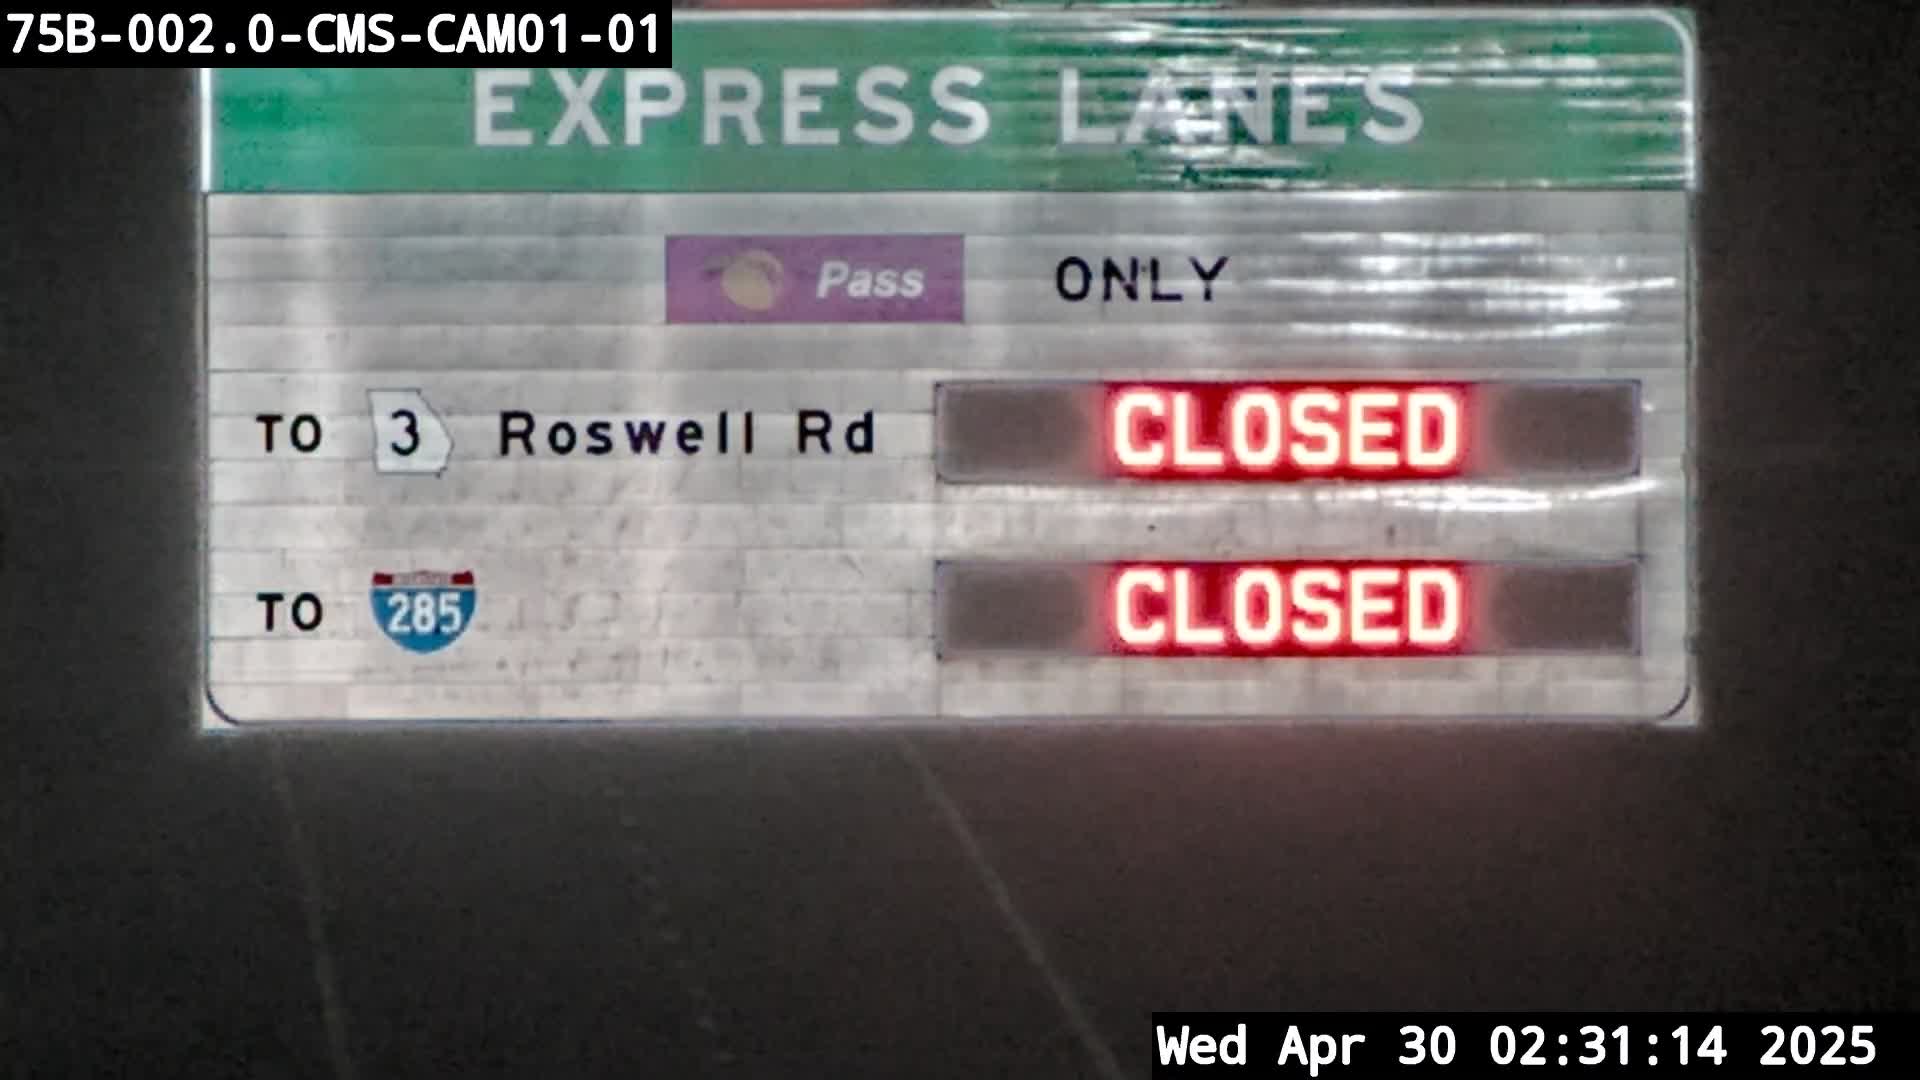 75B-002.0-CMS-CAM01-01
EXPRESS LANES
Pass ONLY
TO 3 Roswell Rd CLOSED
TO 285 CLOSED
Wed Apr 30 02:31:14 2025